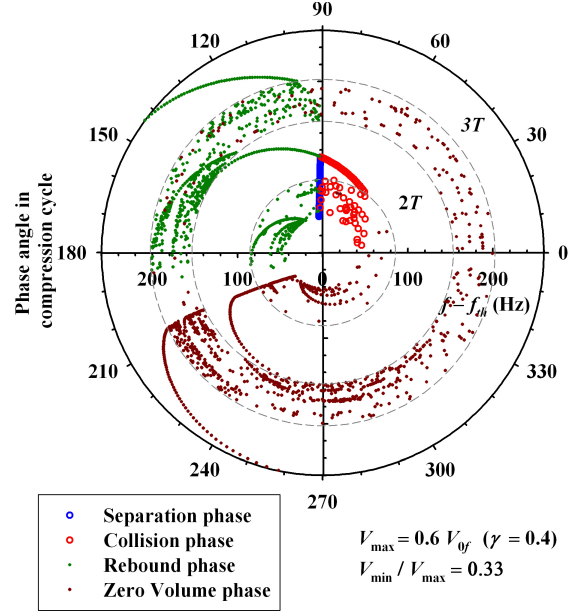 90
120
60
150
3T
30
2T
Phase angle in
compression cycle
180
200
100
0
100
200
0
f − f_th (Hz)
210
330
240
300
270
Separation phase
Collision phase
Rebound phase
Zero Volume phase
V_max = 0.6 V_0f (γ = 0.4)
V_min / V_max = 0.33